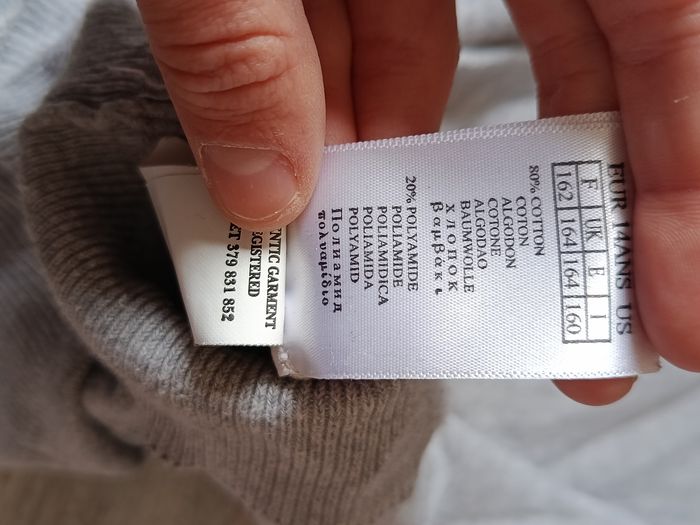 EUR 14ANS US
F UK E I
162 164 164 160
80% COTTON
COTON
ALGODON
COTONE
ALGODAO
BAUMWOLLE
ХЛОПОК
βαμβάκι
20% POLYAMIDE
POLIAMIDE
POLIAMIDICA
POLIAMIDA
POLYAMID
Полиамид
πολυαμίδιο
GARMENT
379 831 852